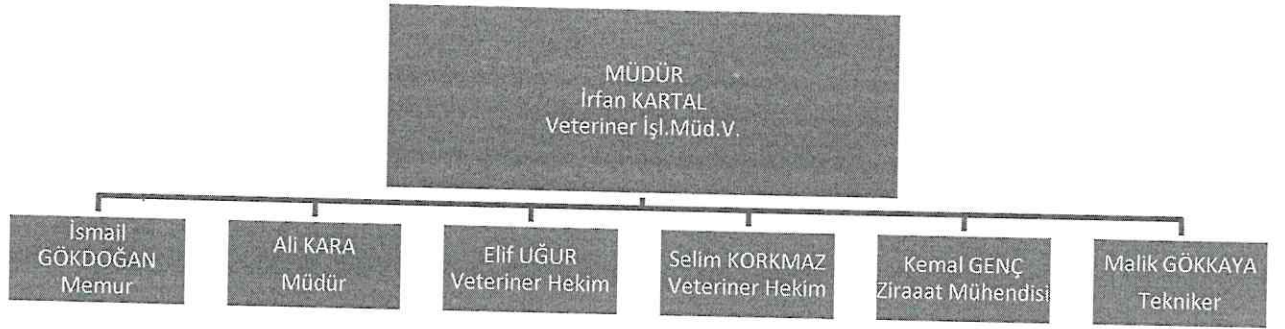 MÜDÜR
İrfan KARTAL
Veteriner İşl.Müd.V.
İsmail
GÖKDOĞAN
Memur
Ali KARA
Müdür
Elif UĞUR
Veteriner Hekim
Selim KORKMAZ
Veteriner Hekim
Kemal GENÇ
Ziraaat Mühendisi
Malik GÖKKAYA
Tekniker